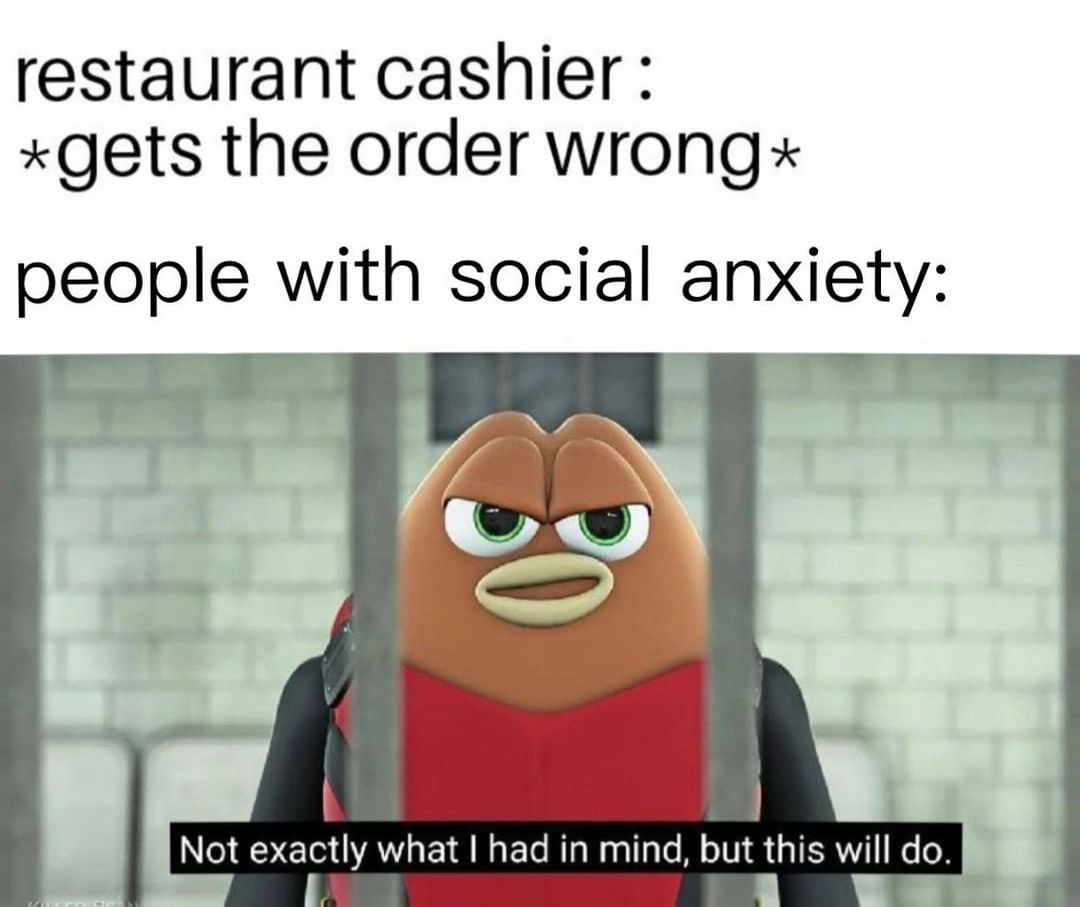 restaurant cashier :
*gets the order wrong*
people with social anxiety:
Not exactly what I had in mind, but this will do.